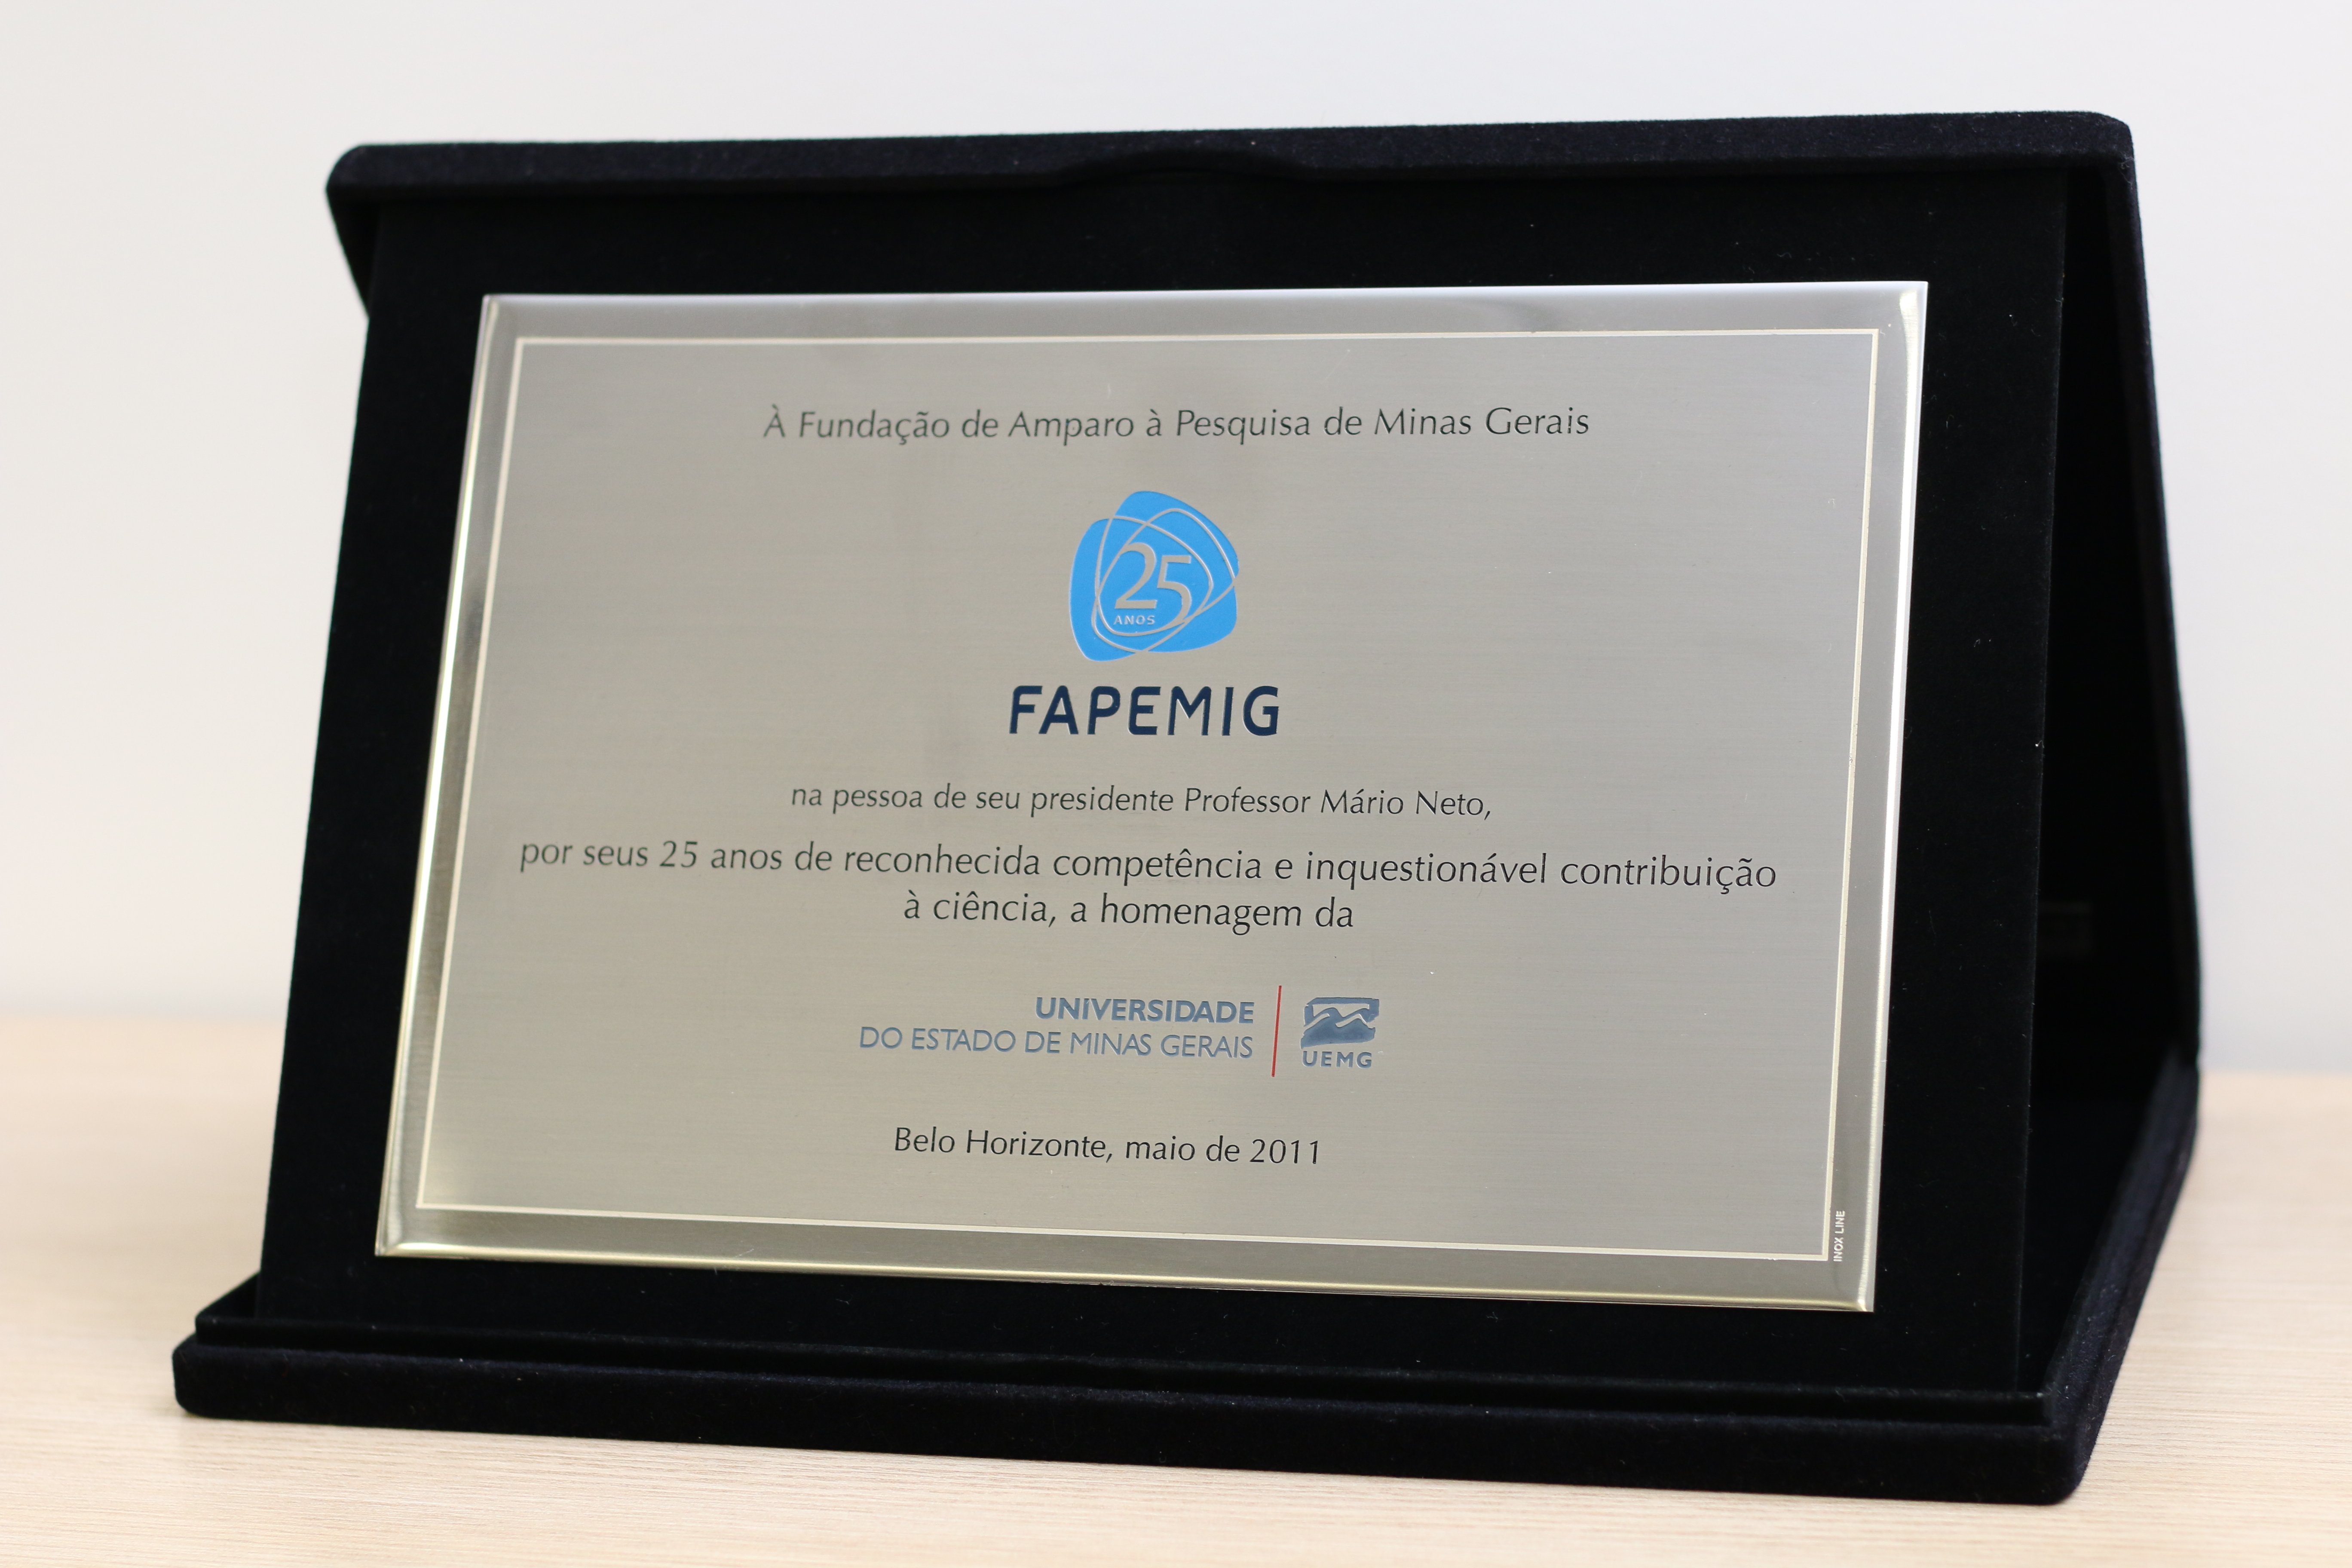 À Fundação de Amparo à Pesquisa de Minas Gerais
25
ANOS
FAPEMIG
na pessoa de seu presidente Professor Mário Neto,
por seus 25 anos de reconhecida competência e inquestionável contribuição
à ciência, a homenagem da
UNIVERSIDADE
DO ESTADO DE MINAS GERAIS
UEMG
Belo Horizonte, maio de 2011
INOX LINE